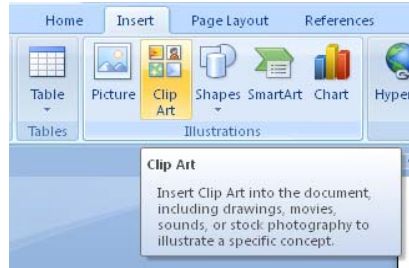 Home Insert Page Layout References
Table Picture Clip Art Shapes SmartArt Chart Hyper
Tables Illustrations
Clip Art
Insert Clip Art into the document,
including drawings, movies,
sounds, or stock photography to
illustrate a specific concept.